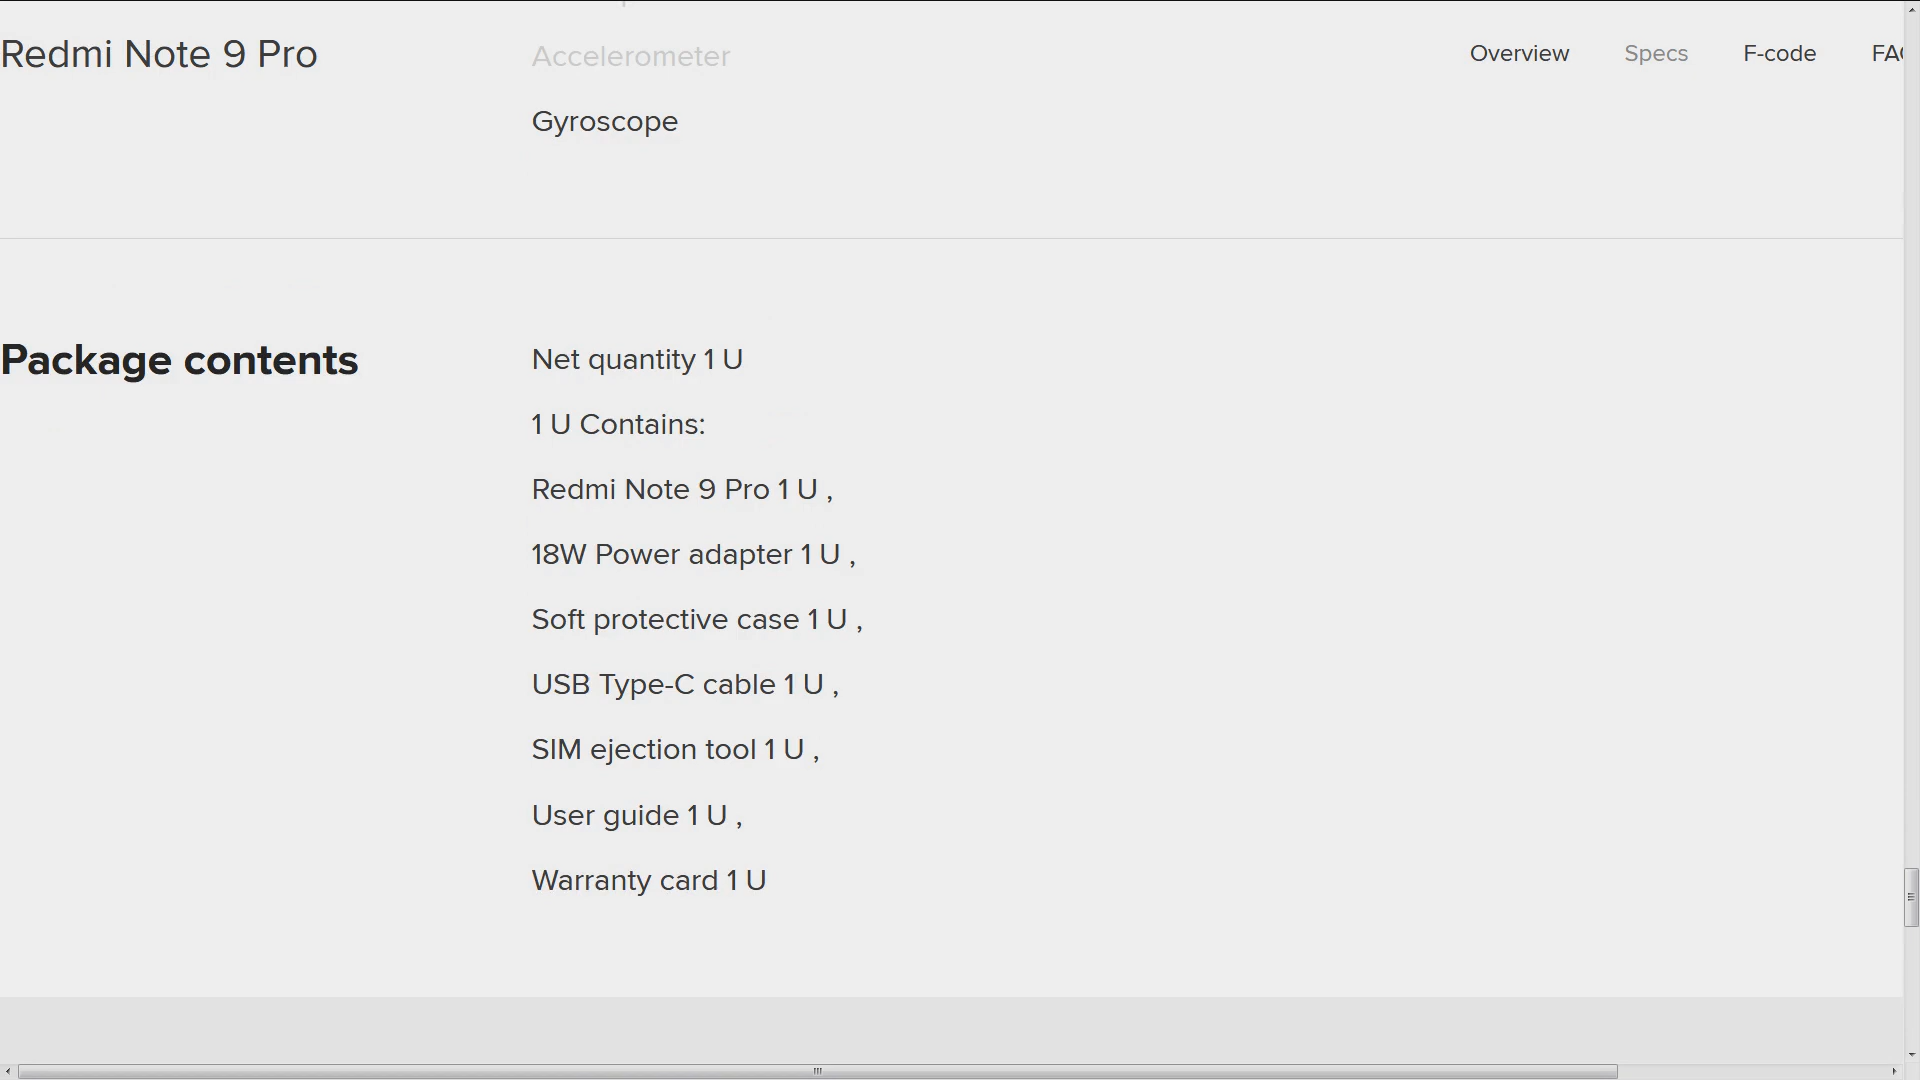 Redmi Note 9 Pro
Accelerometer
Overview
Specs
F-code
Gyroscope
Package contents
Net quantity 1 U
1 U Contains:
Redmi Note 9 Pro 1 U ,
18W Power adapter 1 U ,
Soft protective case 1 U ,
USB Type-C cable 1 U ,
SIM ejection tool 1 U ,
User guide 1 U ,
Warranty card 1 U